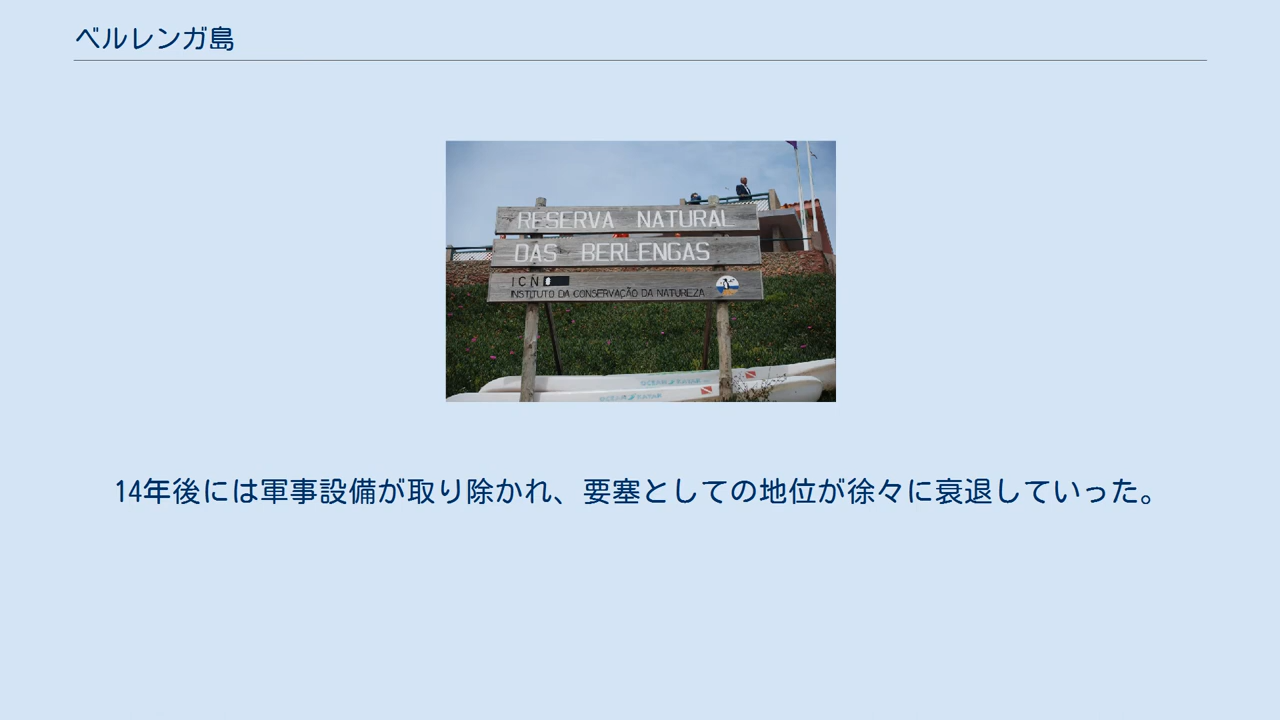 ベルレンガ島
RESERVA NATURAL
DAS BERLENGAS
ICN
INSTITUTO DA CONSERVAÇÃO DA NATUREZA
14年後には軍事設備が取り除かれ、要塞としての地位が徐々に衰退していった。